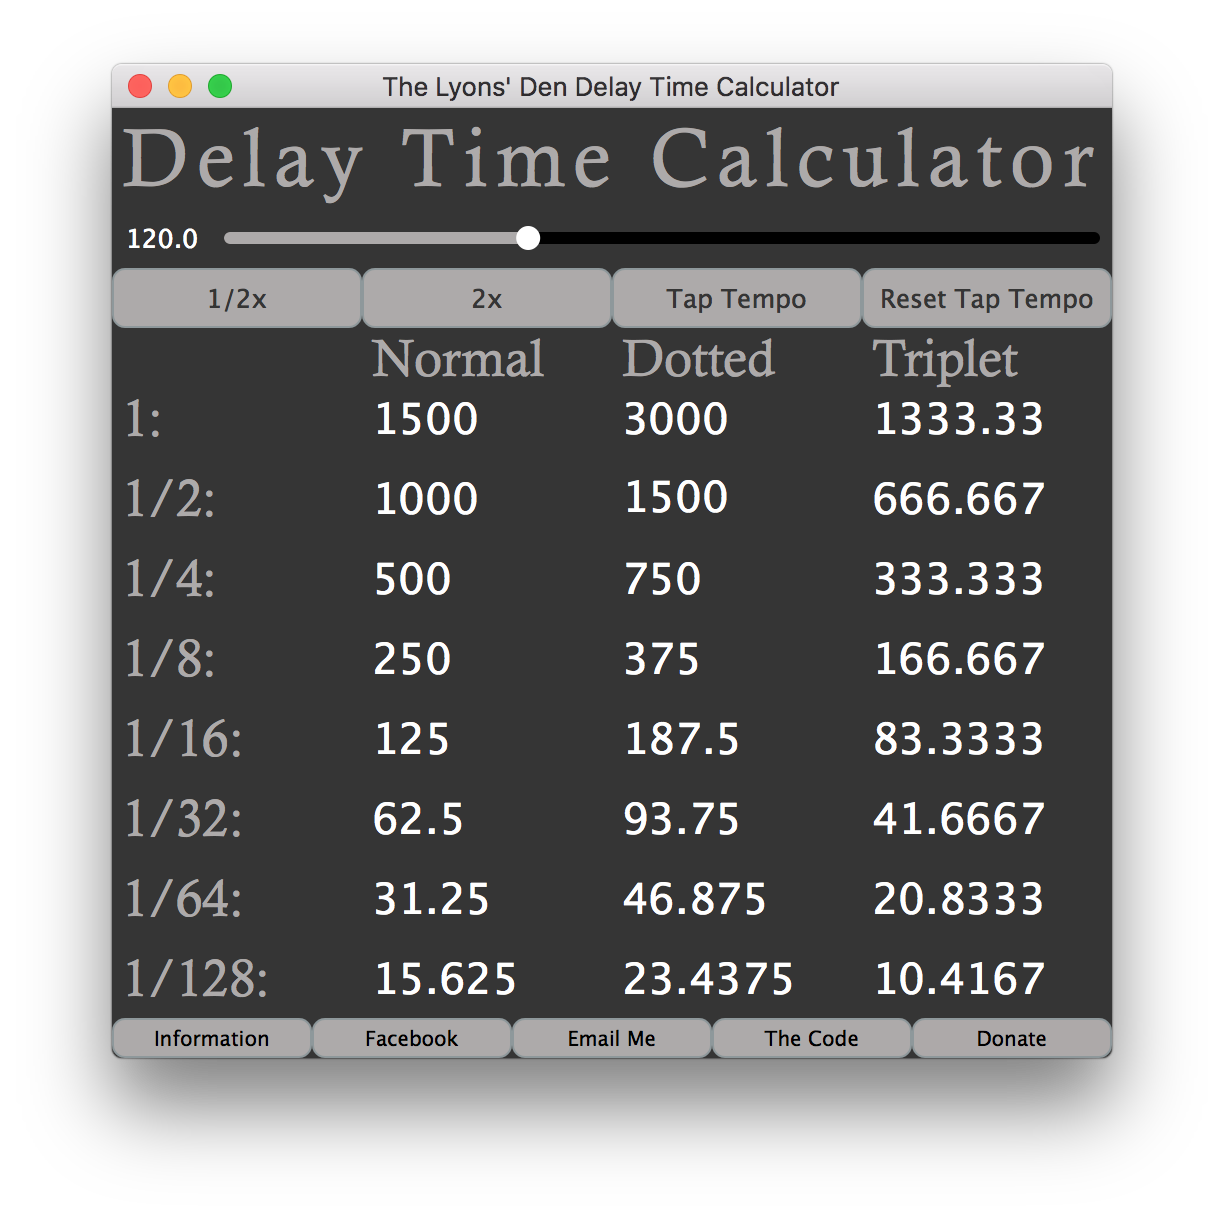 The Lyons' Den Delay Time Calculator
Delay Time Calculator
120.0
1/2x 2x Tap Tempo Reset Tap Tempo
Normal Dotted Triplet
1: 1500 3000 1333.33
1/2: 1000 1500 666.667
1/4: 500 750 333.333
1/8: 250 375 166.667
1/16: 125 187.5 83.3333
1/32: 62.5 93.75 41.6667
1/64: 31.25 46.875 20.8333
1/128: 15.625 23.4375 10.4167
Information Facebook Email Me The Code Donate